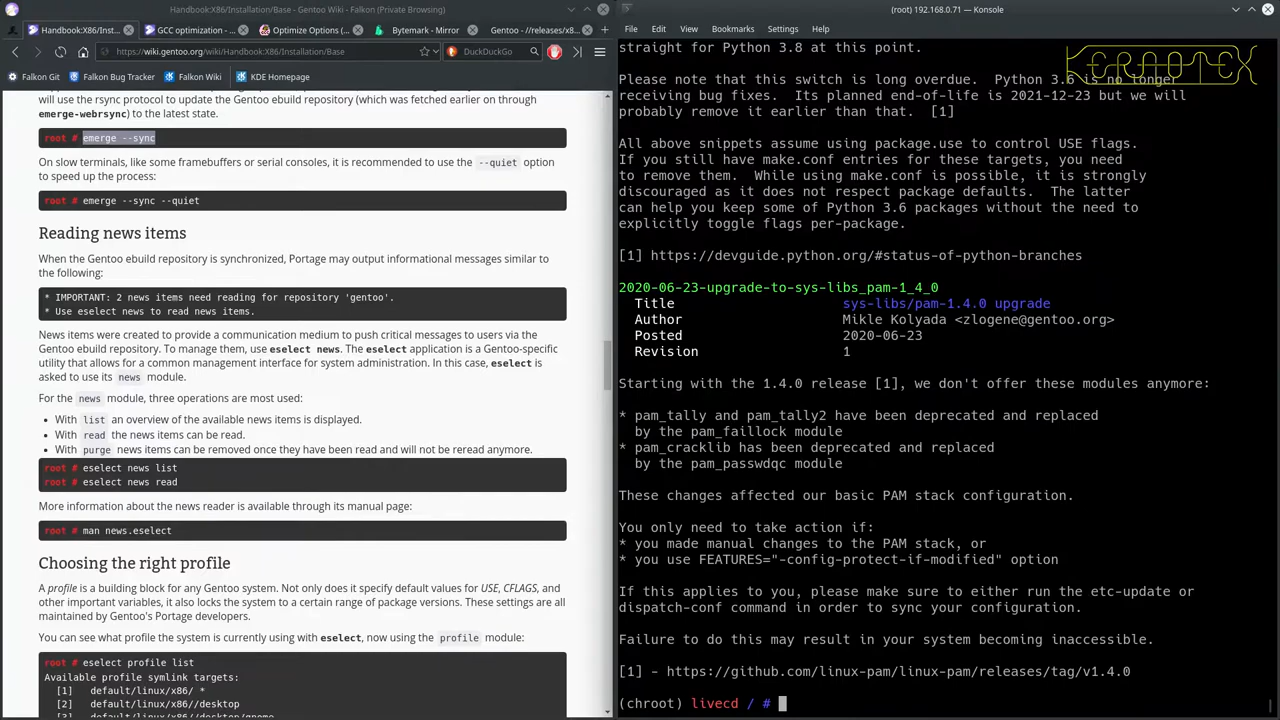 Handbook:X86/Installation/Base - Gentoo Wiki - Falkon (Private Browsing)
Handbook:X86/Inst...
GCC optimization - ...
Optimize Options (...
Bytemark - Mirror
Gentoo - //releases/x8...
https://wiki.gentoo.org/wiki/Handbook:X86/Installation/Base
DuckDuckGo
Falkon Git
Falkon Bug Tracker
Falkon Wiki
KDE Homepage
will use the rsync protocol to update the Gentoo ebuild repository (which was fetched earlier on through
emerge-webrsync) to the latest state.
root # emerge --sync
On slow terminals, like some framebuffers or serial consoles, it is recommended to use the --quiet option
to speed up the process:
root # emerge --sync --quiet
Reading news items
When the Gentoo ebuild repository is synchronized, Portage may output informational messages similar to
the following:
* IMPORTANT: 2 news items need reading for repository 'gentoo'.
* Use eselect news to read news items.
News items were created to provide a communication medium to push critical messages to users via the
Gentoo ebuild repository. To manage them, use eselect news. The eselect application is a Gentoo-specific
utility that allows for a common management interface for system administration. In this case, eselect is
asked to use its news module.
For the news module, three operations are most used:
• With list an overview of the available news items is displayed.
• With read the news items can be read.
• With purge news items can be removed once they have been read and will not be reread anymore.
root # eselect news list
root # eselect news read
More information about the news reader is available through its manual page:
root # man news.eselect
Choosing the right profile
A profile is a building block for any Gentoo system. Not only does it specify default values for USE, CFLAGS, and
other important variables, it also locks the system to a certain range of package versions. These settings are all
maintained by Gentoo's Portage developers.
You can see what profile the system is currently using with eselect, now using the profile module:
root # eselect profile list
Available profile symlink targets:
[1] default/linux/x86/ *
[2] default/linux/x86//desktop
[3] default/linux/x86//desktop/gnome
(root) 192.168.0.71 — Konsole
File Edit View Bookmarks Settings Help
KERAOTEX
straight for Python 3.8 at this point.
Please note that this switch is long overdue. Python 3.6 is no longer
receiving bug fixes. Its planned end-of-life is 2021-12-23 but we will
probably remove it earlier than that. [1]
All above snippets assume using package.use to control USE flags.
If you still have make.conf entries for these targets, you need
to remove them. While using make.conf is possible, it is strongly
discouraged as it does not respect package defaults. The latter
can help you keep some of Python 3.6 packages without the need to
explicitly toggle flags per-package.
[1] https://devguide.python.org/#status-of-python-branches
2020-06-23-upgrade-to-sys-libs_pam-1_4_0
Title sys-libs/pam-1.4.0 upgrade
Author Mikle Kolyada <zlogene@gentoo.org>
Posted 2020-06-23
Revision 1
Starting with the 1.4.0 release [1], we don't offer these modules anymore:
* pam_tally and pam_tally2 have been deprecated and replaced
by the pam_faillock module
* pam_cracklib has been deprecated and replaced
by the pam_passwdqc module
These changes affected our basic PAM stack configuration.
You only need to take action if:
* you made manual changes to the PAM stack, or
* you use FEATURES="-config-protect-if-modified" option
If this applies to you, please make sure to either run the etc-update or
dispatch-conf command in order to sync your configuration.
Failure to do this may result in your system becoming inaccessible.
[1] - https://github.com/linux-pam/linux-pam/releases/tag/v1.4.0
(chroot) livecd / #